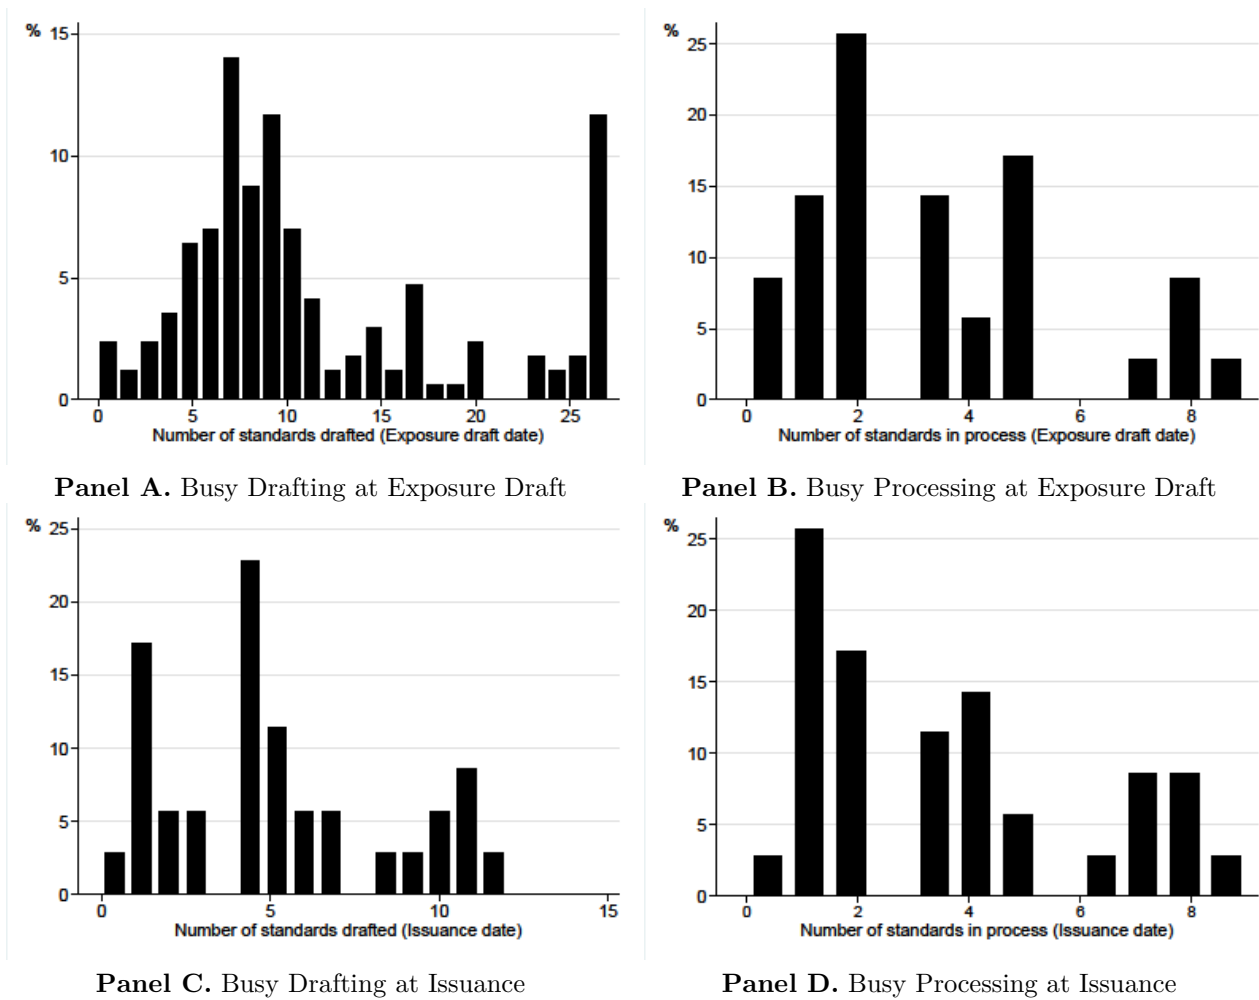 %
15
10
5
0
0 5 10 15 20 25
Number of standards drafted (Exposure draft date)
Panel A. Busy Drafting at Exposure Draft
%
25
20
15
10
5
0
0 2 4 6 8
Number of standards in process (Exposure draft date)
Panel B. Busy Processing at Exposure Draft
%
25
20
15
10
5
0
0 5 10 15
Number of standards drafted (Issuance date)
Panel C. Busy Drafting at Issuance
%
25
20
15
10
5
0
0 2 4 6 8
Number of standards in process (Issuance date)
Panel D. Busy Processing at Issuance